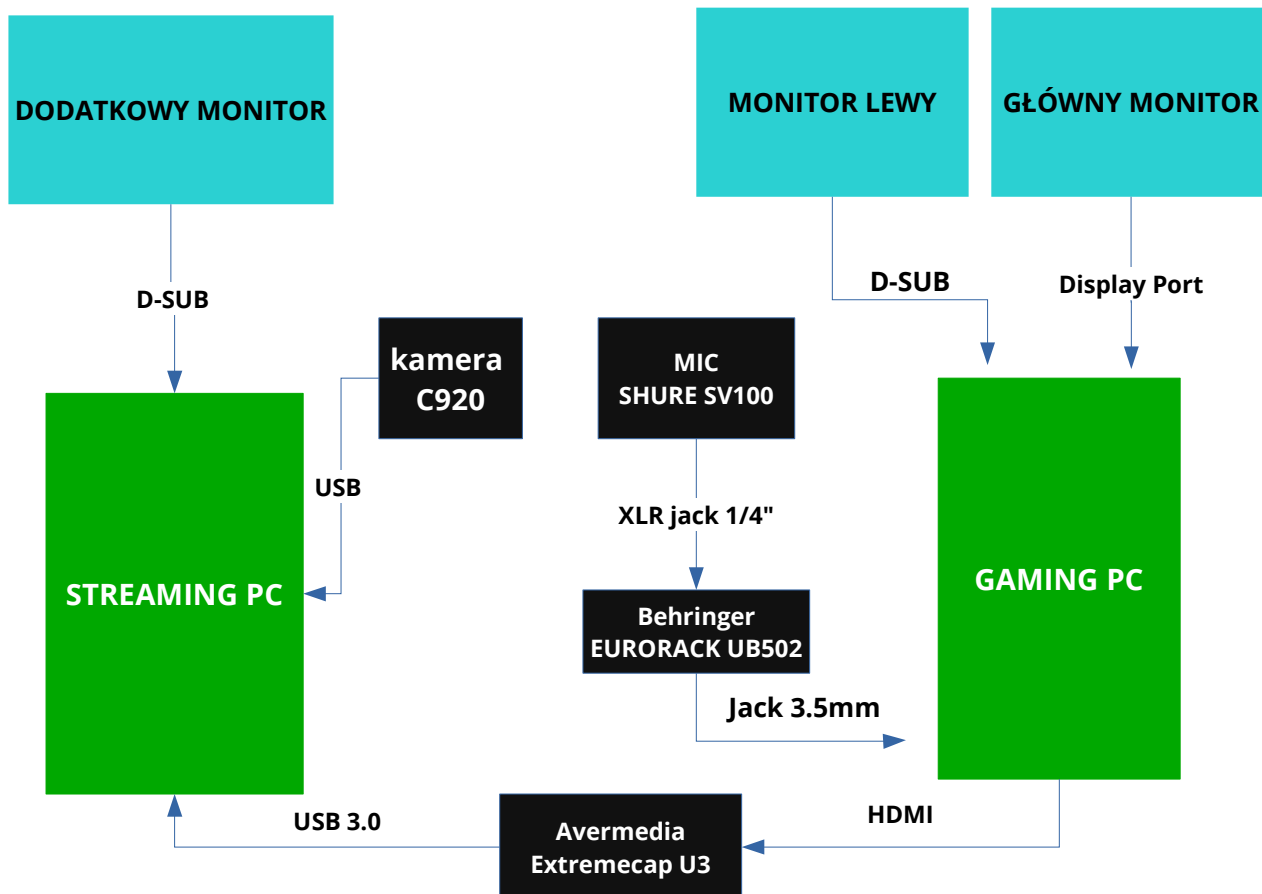 DODATKOWY MONITOR
MONITOR LEWY
GŁÓWNY MONITOR
D-SUB
D-SUB
Display Port
kamera
C920
MIC
SHURE SV100
USB
XLR jack 1/4"
STREAMING PC
GAMING PC
Behringer
EURORACK UB502
Jack 3.5mm
USB 3.0
HDMI
Avermedia
Extremecap U3